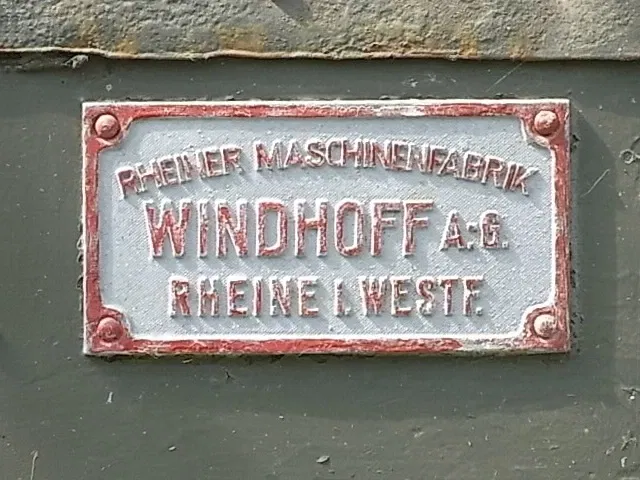 RHEINER MASCHINENFABRIK
WINDHOFF A.G.
RHEINE I. WESTF.